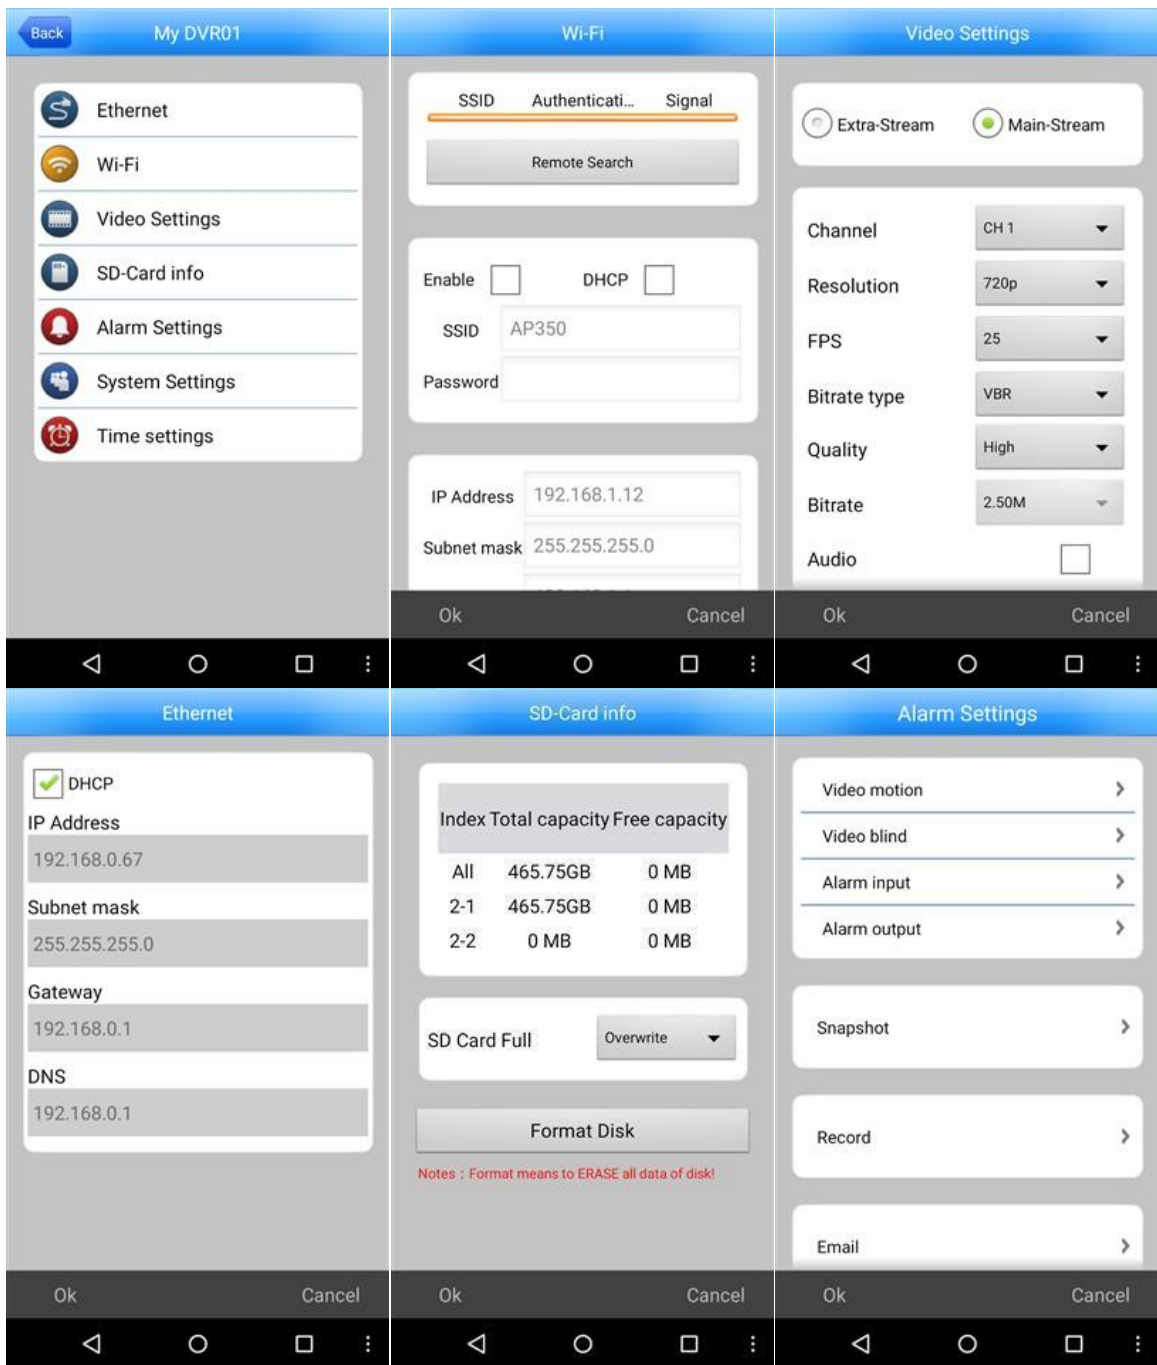 Back
My DVR01
Ethernet
Wi-Fi
Video Settings
SD-Card info
Alarm Settings
System Settings
Time settings
Wi-Fi
SSID Authenticati... Signal
Remote Search
Enable DHCP
SSID AP350
Password
IP Address 192.168.1.12
Subnet mask 255.255.255.0
Ok Cancel
Video Settings
Extra-Stream Main-Stream
Channel CH 1
Resolution 720p
FPS 25
Bitrate type VBR
Quality High
Bitrate 2.50M
Audio
Ok Cancel
Ethernet
DHCP
IP Address
192.168.0.67
Subnet mask
255.255.255.0
Gateway
192.168.0.1
DNS
192.168.0.1
Ok Cancel
SD-Card info
Index Total capacity Free capacity
All 465.75GB 0 MB
2-1 465.75GB 0 MB
2-2 0 MB 0 MB
SD Card Full Overwrite
Format Disk
Notes : Format means to ERASE all data of disk!
Ok Cancel
Alarm Settings
Video motion
Video blind
Alarm input
Alarm output
Snapshot
Record
Email
Ok Cancel